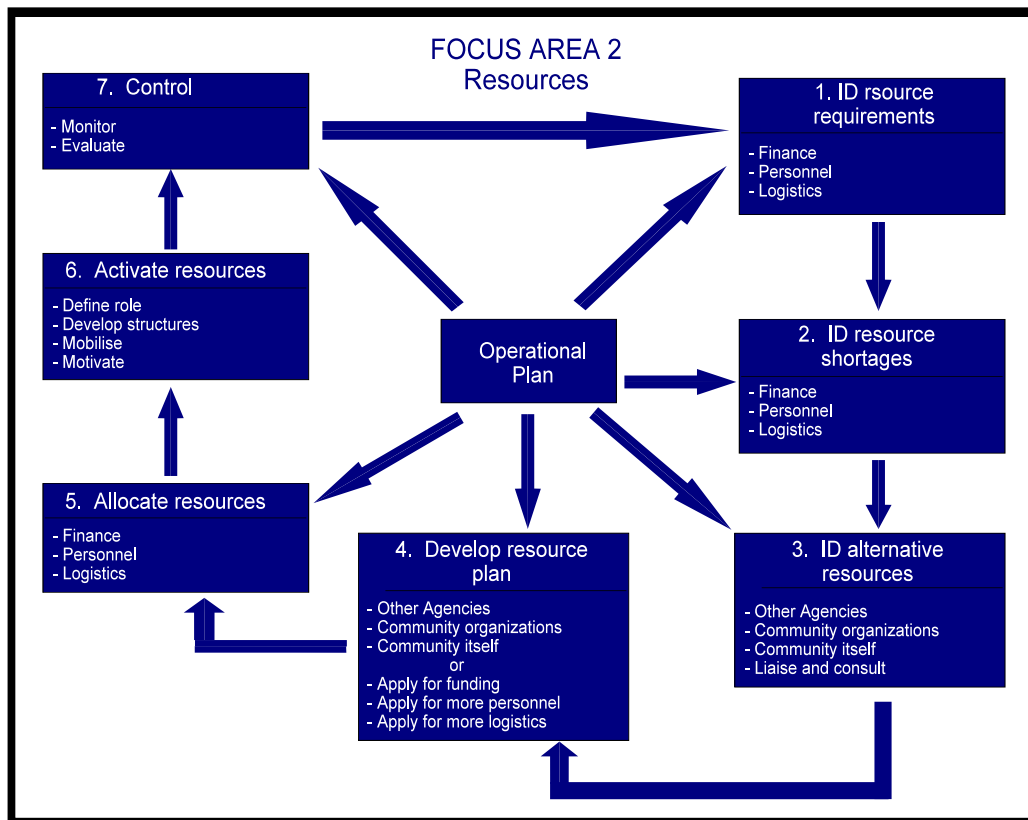 FOCUS AREA 2
Resources
1. ID rsource
requirements
- Finance
- Personnel
- Logistics
2. ID resource
shortages
- Finance
- Personnel
- Logistics
3. ID alternative
resources
- Other Agencies
- Community organizations
- Community itself
- Liaise and consult
4. Develop resource
plan
- Other Agencies
- Community organizations
- Community itself
or
- Apply for funding
- Apply for more personnel
- Apply for more logistics
5. Allocate resources
- Finance
- Personnel
- Logistics
6. Activate resources
- Define role
- Develop structures
- Mobilise
- Motivate
7. Control
- Monitor
- Evaluate
Operational
Plan